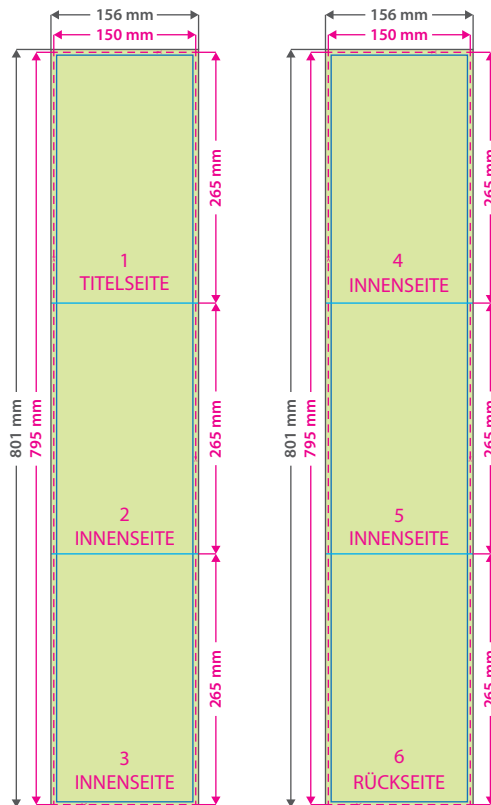 156 mm
150 mm
265 mm
1
TITELSEITE
801 mm
795 mm
265 mm
2
INNENSEITE
265 mm
3
INNENSEITE
156 mm
150 mm
265 mm
4
INNENSEITE
801 mm
795 mm
265 mm
5
INNENSEITE
265 mm
6
RÜCKSEITE